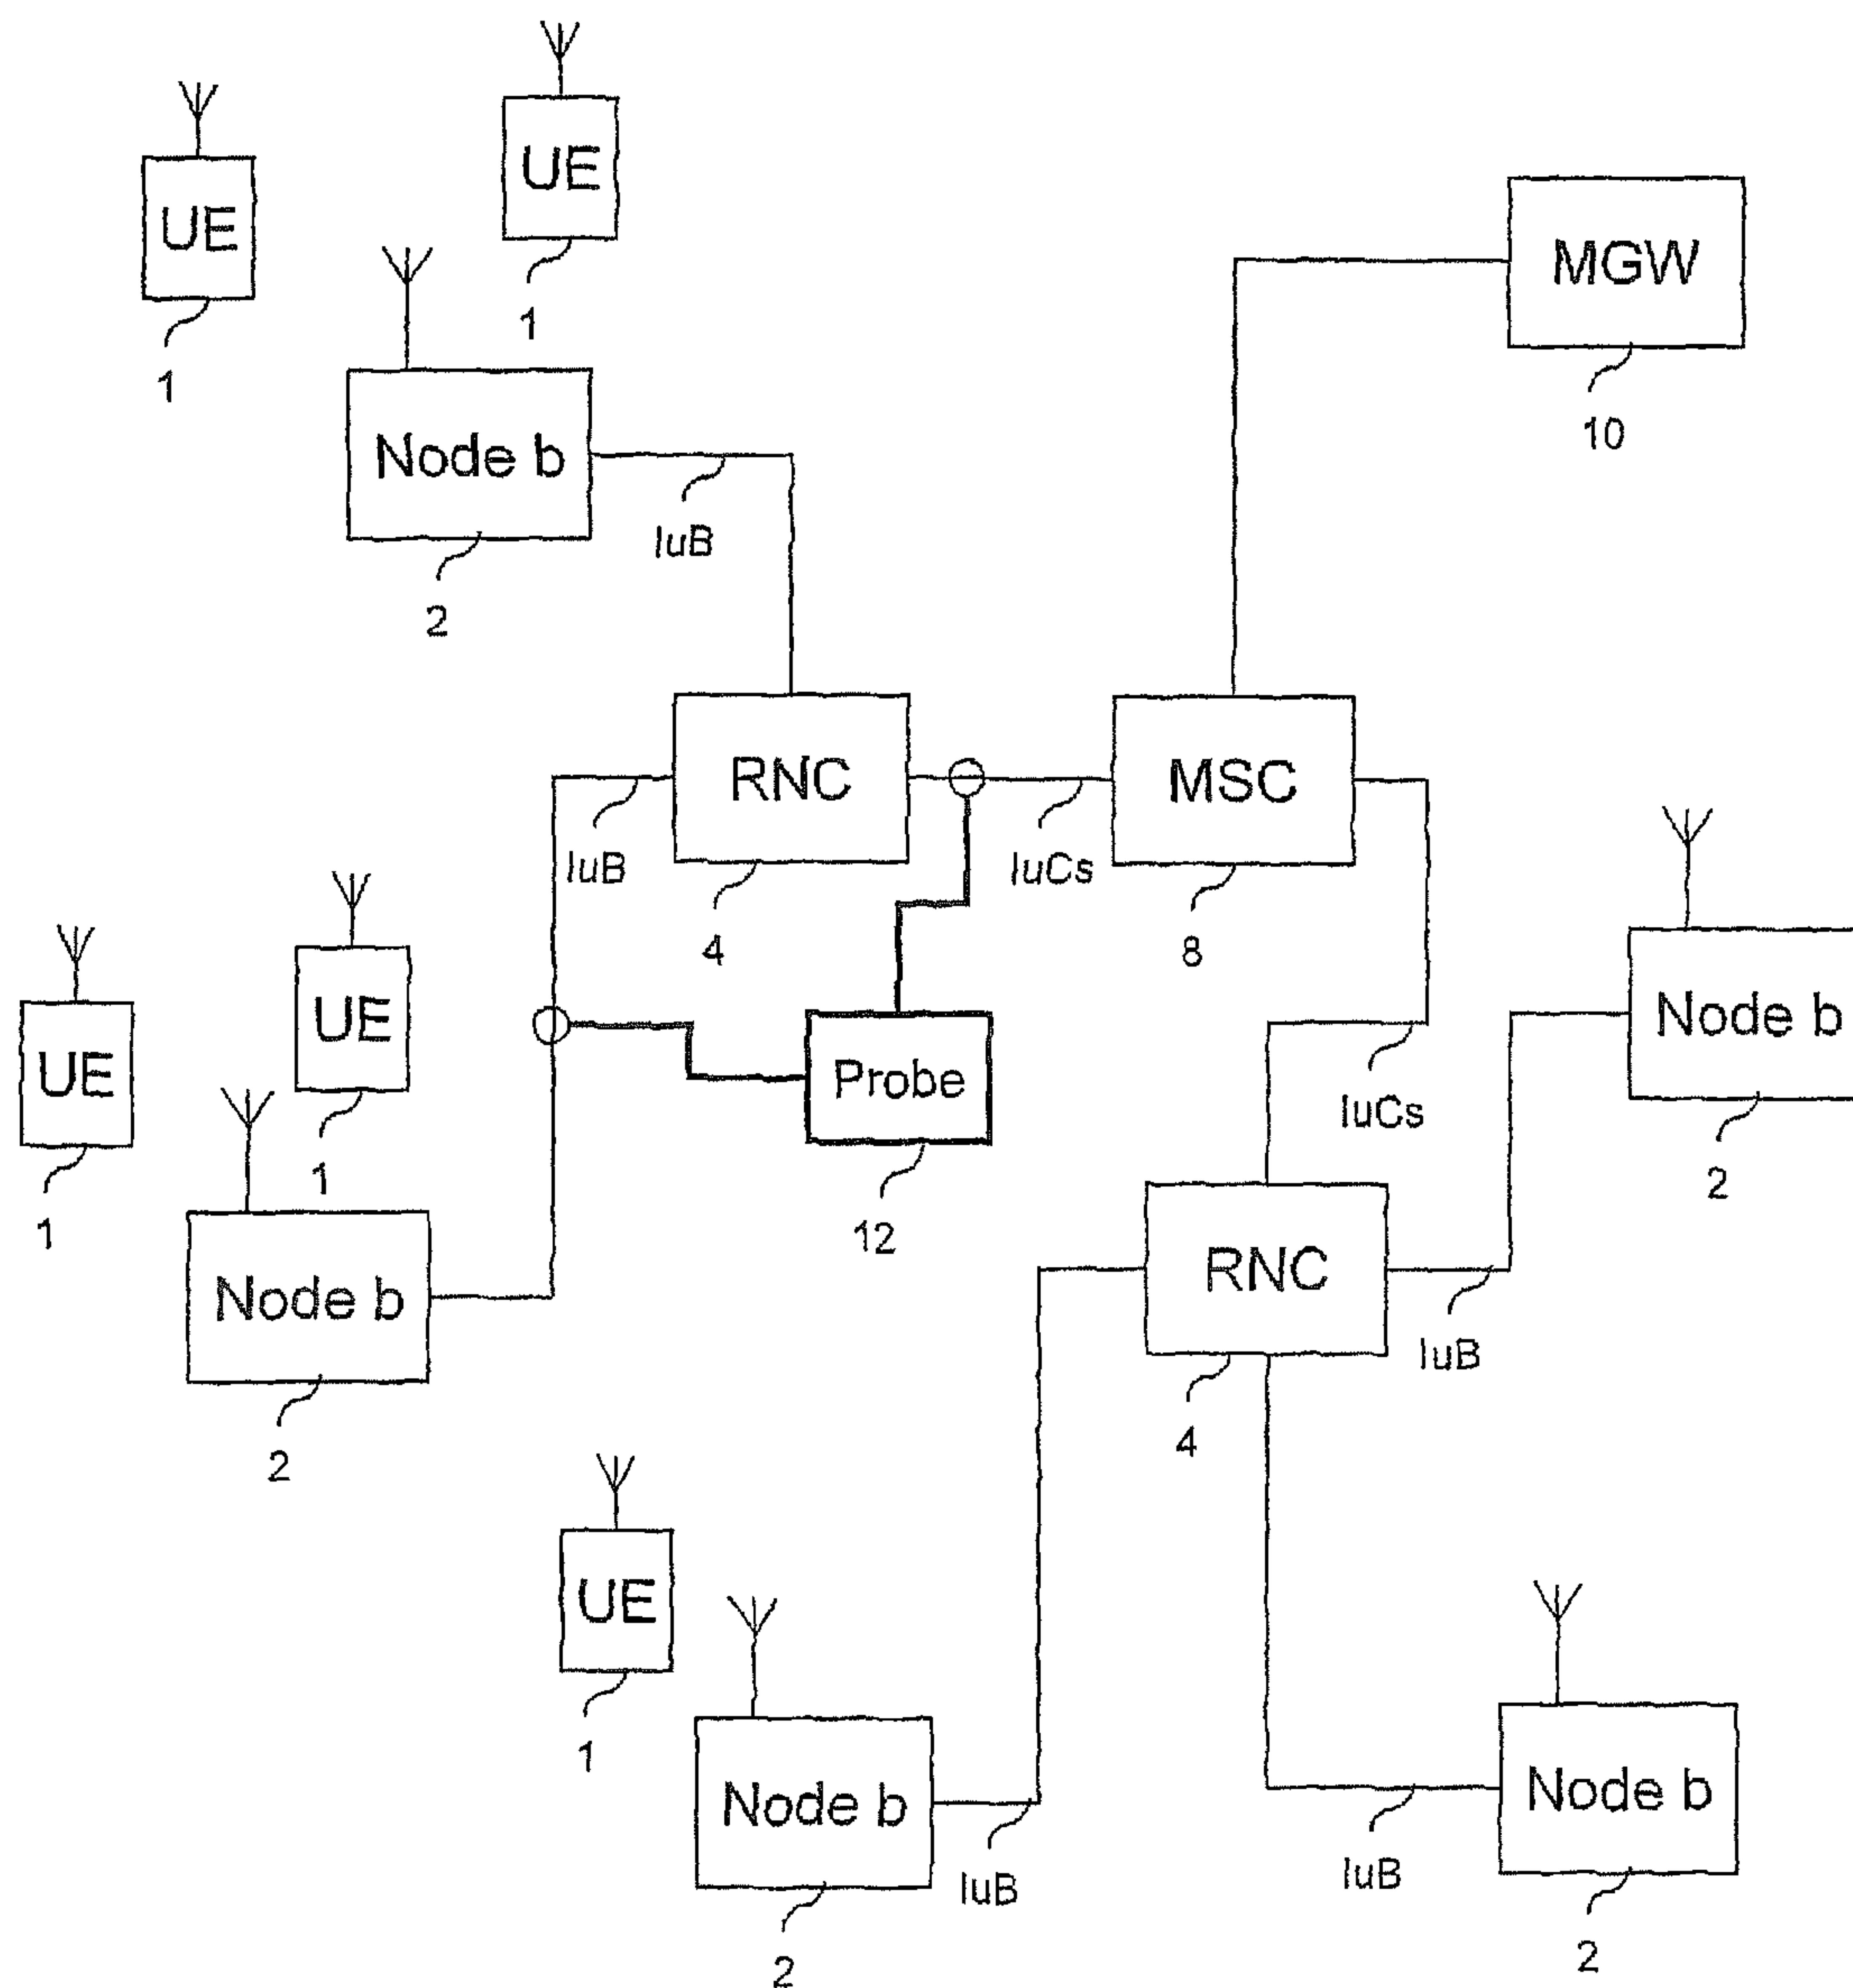 UE
1
UE
1
MGW
10
Node b
2
IuB
RNC
4
IuB
MSC
8
IuCs
UE
1
UE
1
Node b
2
Probe
12
IuCs
Node b
2
RNC
4
IuB
UE
1
Node b
2
IuB
Node b
2
IuB